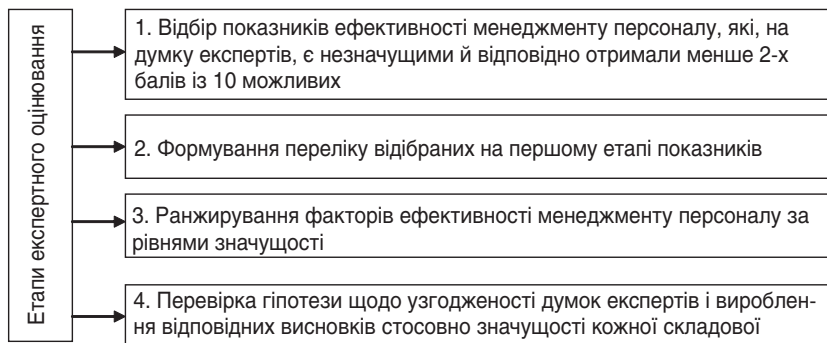 Етапи експертного оцінювання
1. Відбір показників ефективності менеджменту персоналу, які, на
думку експертів, є незначущими й відповідно отримали менше 2-х
балів із 10 можливих
2. Формування переліку відібраних на першому етапі показників
3. Ранжирування факторів ефективності менеджменту персоналу за
рівнями значущості
4. Перевірка гіпотези щодо узгодженості думок експертів і вироблен-
ня відповідних висновків стосовно значущості кожної складової